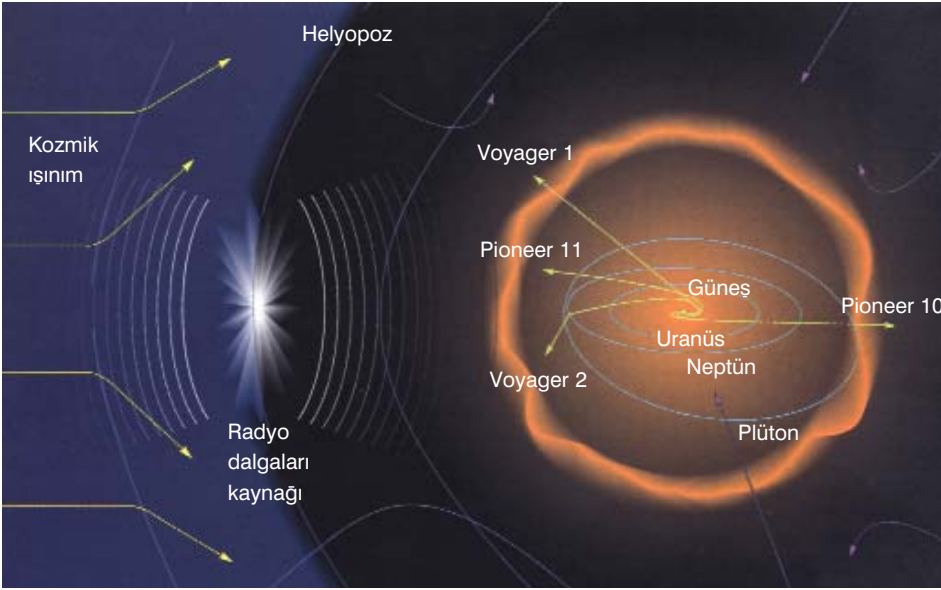 Helyopoz
Kozmik
ışınım
Voyager 1
Pioneer 11
Güneş
Pioneer 10
Uranüs
Neptün
Voyager 2
Plüton
Radyo
dalgaları
kaynağı